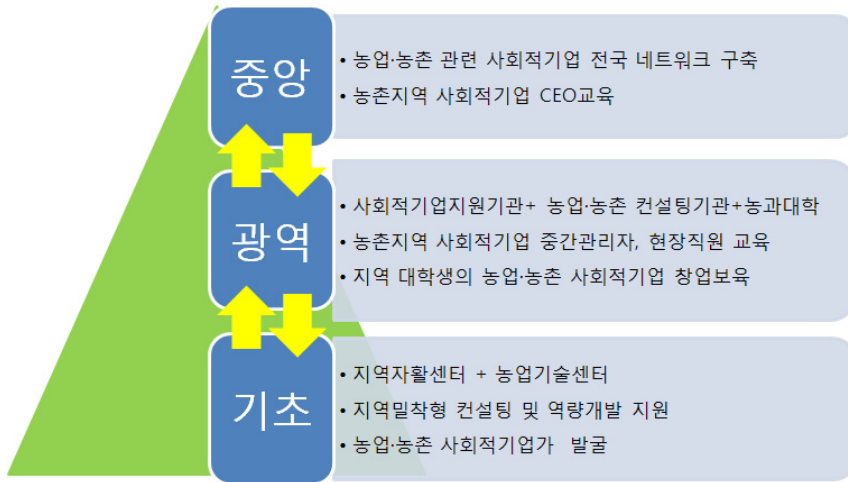 중앙
• 농업·농촌 관련 사회적기업 전국 네트워크 구축
• 농촌지역 사회적기업 CEO교육
광역
• 사회적기업지원기관+ 농업·농촌 컨설팅기관+농과대학
• 농촌지역 사회적기업 중간관리자, 현장직원 교육
• 지역 대학생의 농업·농촌 사회적기업 창업보육
기초
• 지역자활센터 + 농업기술센터
• 지역밀착형 컨설팅 및 역량개발 지원
• 농업·농촌 사회적기업가 발굴